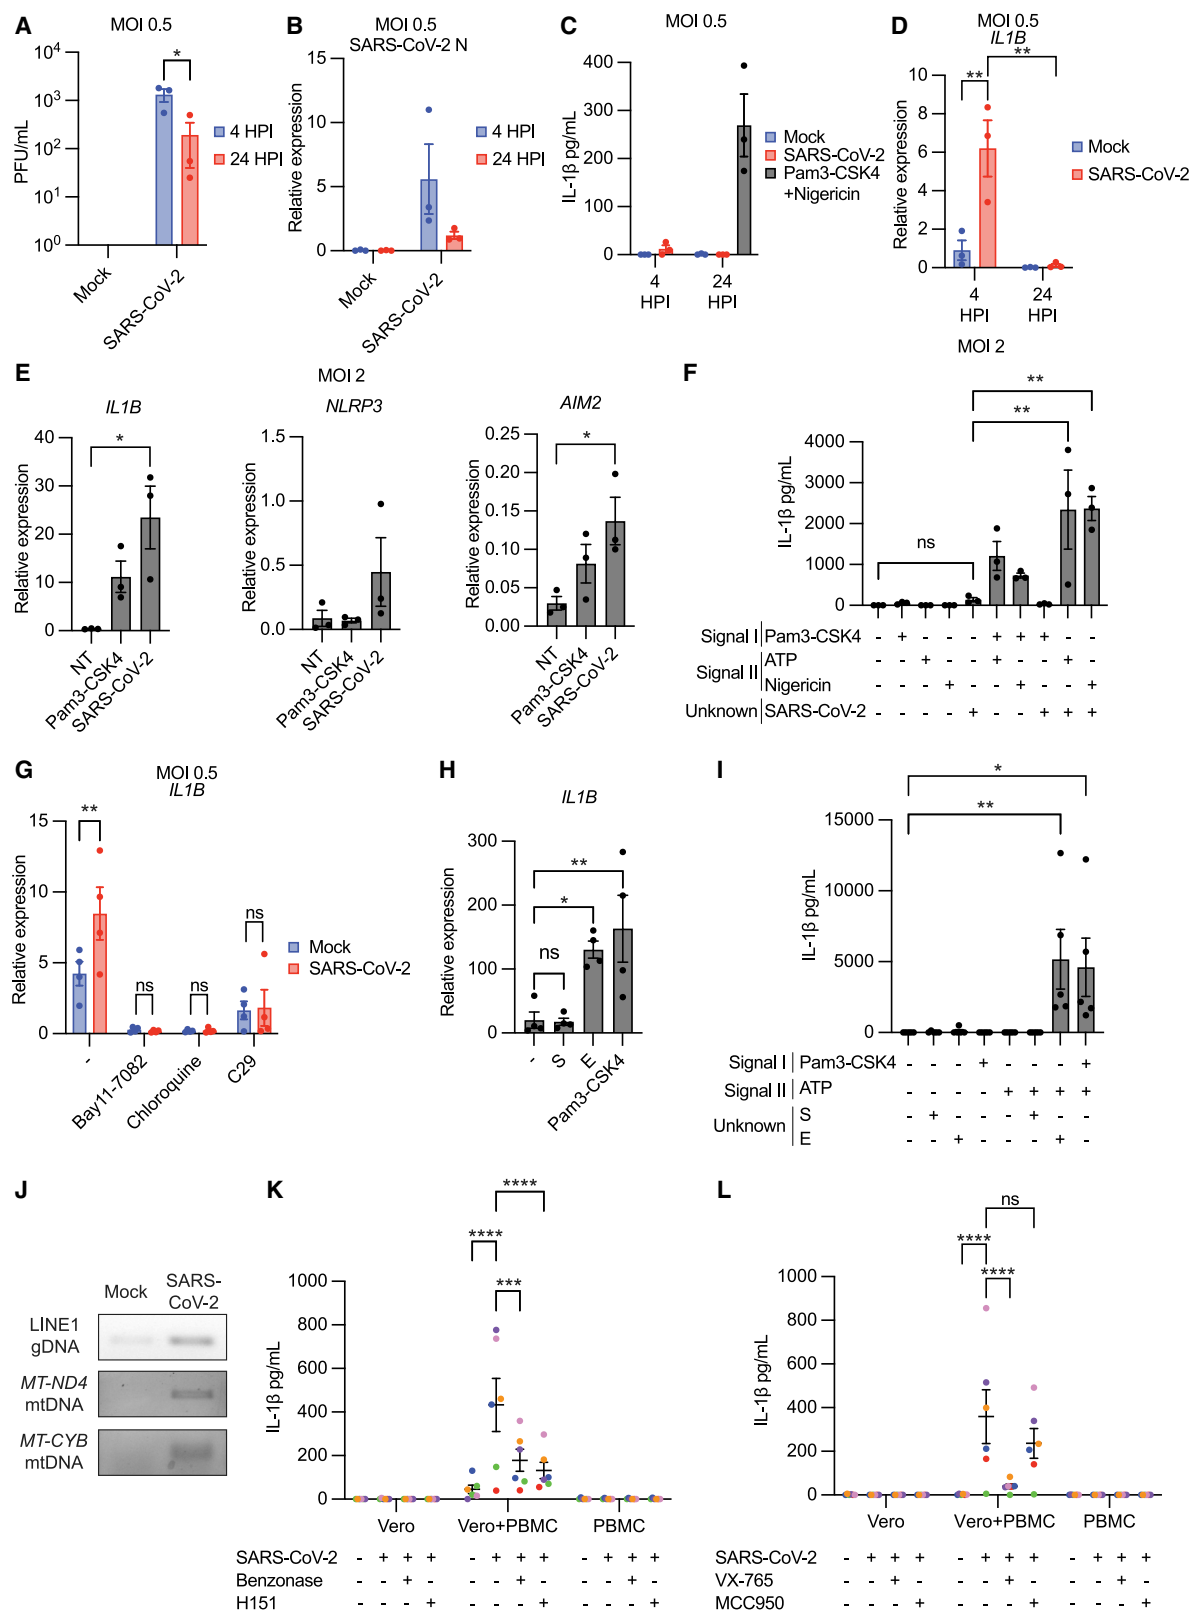 A
MOI 0.5
*
10⁴
10³
10²
10¹
10⁰
PFU/mL
Mock
SARS-CoV-2
4 HPI
24 HPI
B
MOI 0.5
SARS-CoV-2 N
15
10
5
0
Relative expression
Mock
SARS-CoV-2
4 HPI
24 HPI
C
MOI 0.5
400
300
200
100
0
IL-1β pg/mL
4 HPI
24 HPI
Mock
SARS-CoV-2
Pam3-CSK4
+Nigericin
D
MOI 0.5
IL1B
**
**
10
8
6
4
2
0
Relative expression
4 HPI
24 HPI
Mock
SARS-CoV-2
E
MOI 2
IL1B
*
40
30
20
10
0
Relative expression
NT
Pam3-CSK4
SARS-CoV-2
NLRP3
1.5
1.0
0.5
0.0
Relative expression
NT
Pam3-CSK4
SARS-CoV-2
AIM2
*
0.25
0.20
0.15
0.10
0.05
0.00
Relative expression
NT
Pam3-CSK4
SARS-CoV-2
F
MOI 2
**
**
ns
4000
3000
2000
1000
0
IL-1β pg/mL
Signal I Pam3-CSK4 - + - - - + + + - -
Signal II ATP - - + - - + - - + -
Nigericin - - - + - - + - - +
Unknown SARS-CoV-2 - - - - + - - + + +
G
MOI 0.5
IL1B
**
ns
ns
ns
15
10
5
0
Relative expression
-
Bay11-7082
Chloroquine
C29
Mock
SARS-CoV-2
H
IL1B
**
*
ns
300
200
100
0
Relative expression
-
S
E
Pam3-CSK4
I
*
**
15000
10000
5000
0
IL-1β pg/mL
Signal I Pam3-CSK4 - - - + - - - +
Signal II ATP - - - - + + + +
Unknown S - + - - - + - -
E - - + - - - + -
J
Mock
SARS-
CoV-2
LINE1
gDNA
MT-ND4
mtDNA
MT-CYB
mtDNA
K
****
****
***
1000
800
600
400
200
0
IL-1β pg/mL
Vero
Vero+PBMC
PBMC
SARS-CoV-2 - + + + - + + + - + + +
Benzonase - - + - - - + - - - + -
H151 - - - + - - - + - - - +
L
ns
****
****
1000
800
600
400
200
0
IL-1β pg/mL
Vero
Vero+PBMC
PBMC
SARS-CoV-2 - + + + - + + + - + + +
VX-765 - - + - - - + - - - + -
MCC950 - - - + - - - + - - - +